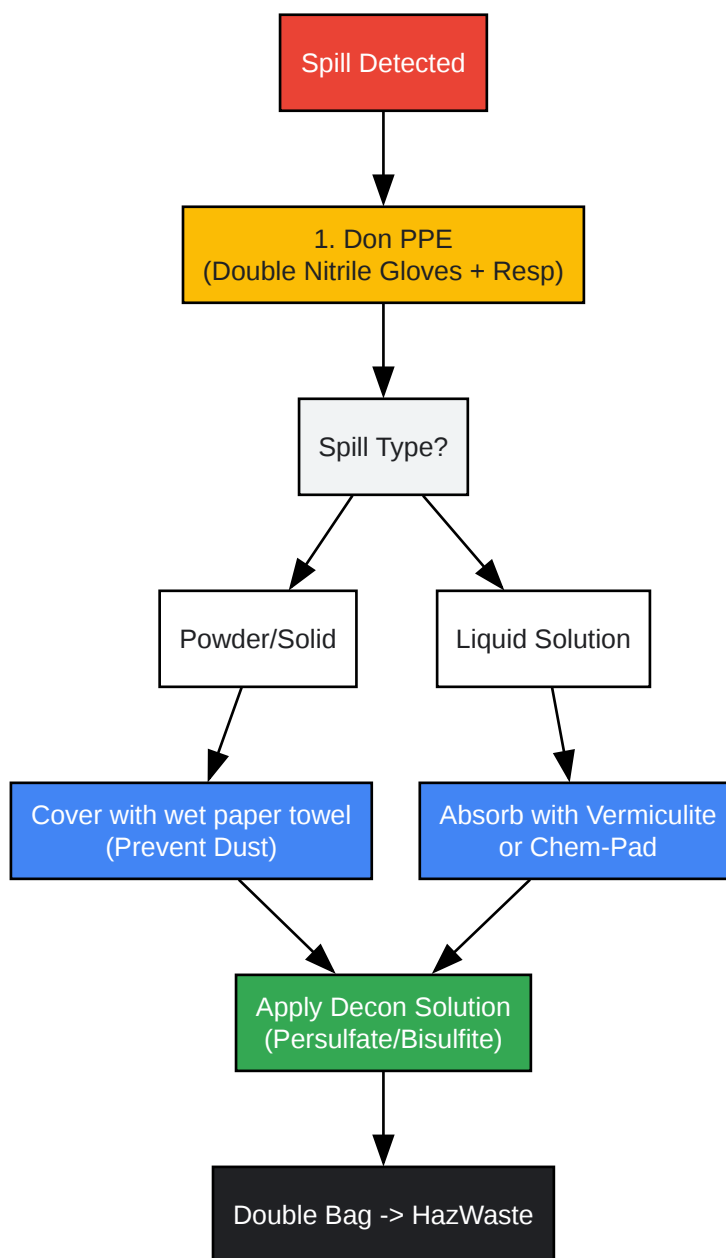 Spill Detected
1. Don PPE
(Double Nitrile Gloves + Resp)
Spill Type?
Powder/Solid
Liquid Solution
Cover with wet paper towel
(Prevent Dust)
Absorb with Vermiculite
or Chem-Pad
Apply Decon Solution
(Persulfate/Bisulfite)
Double Bag -> HazWaste